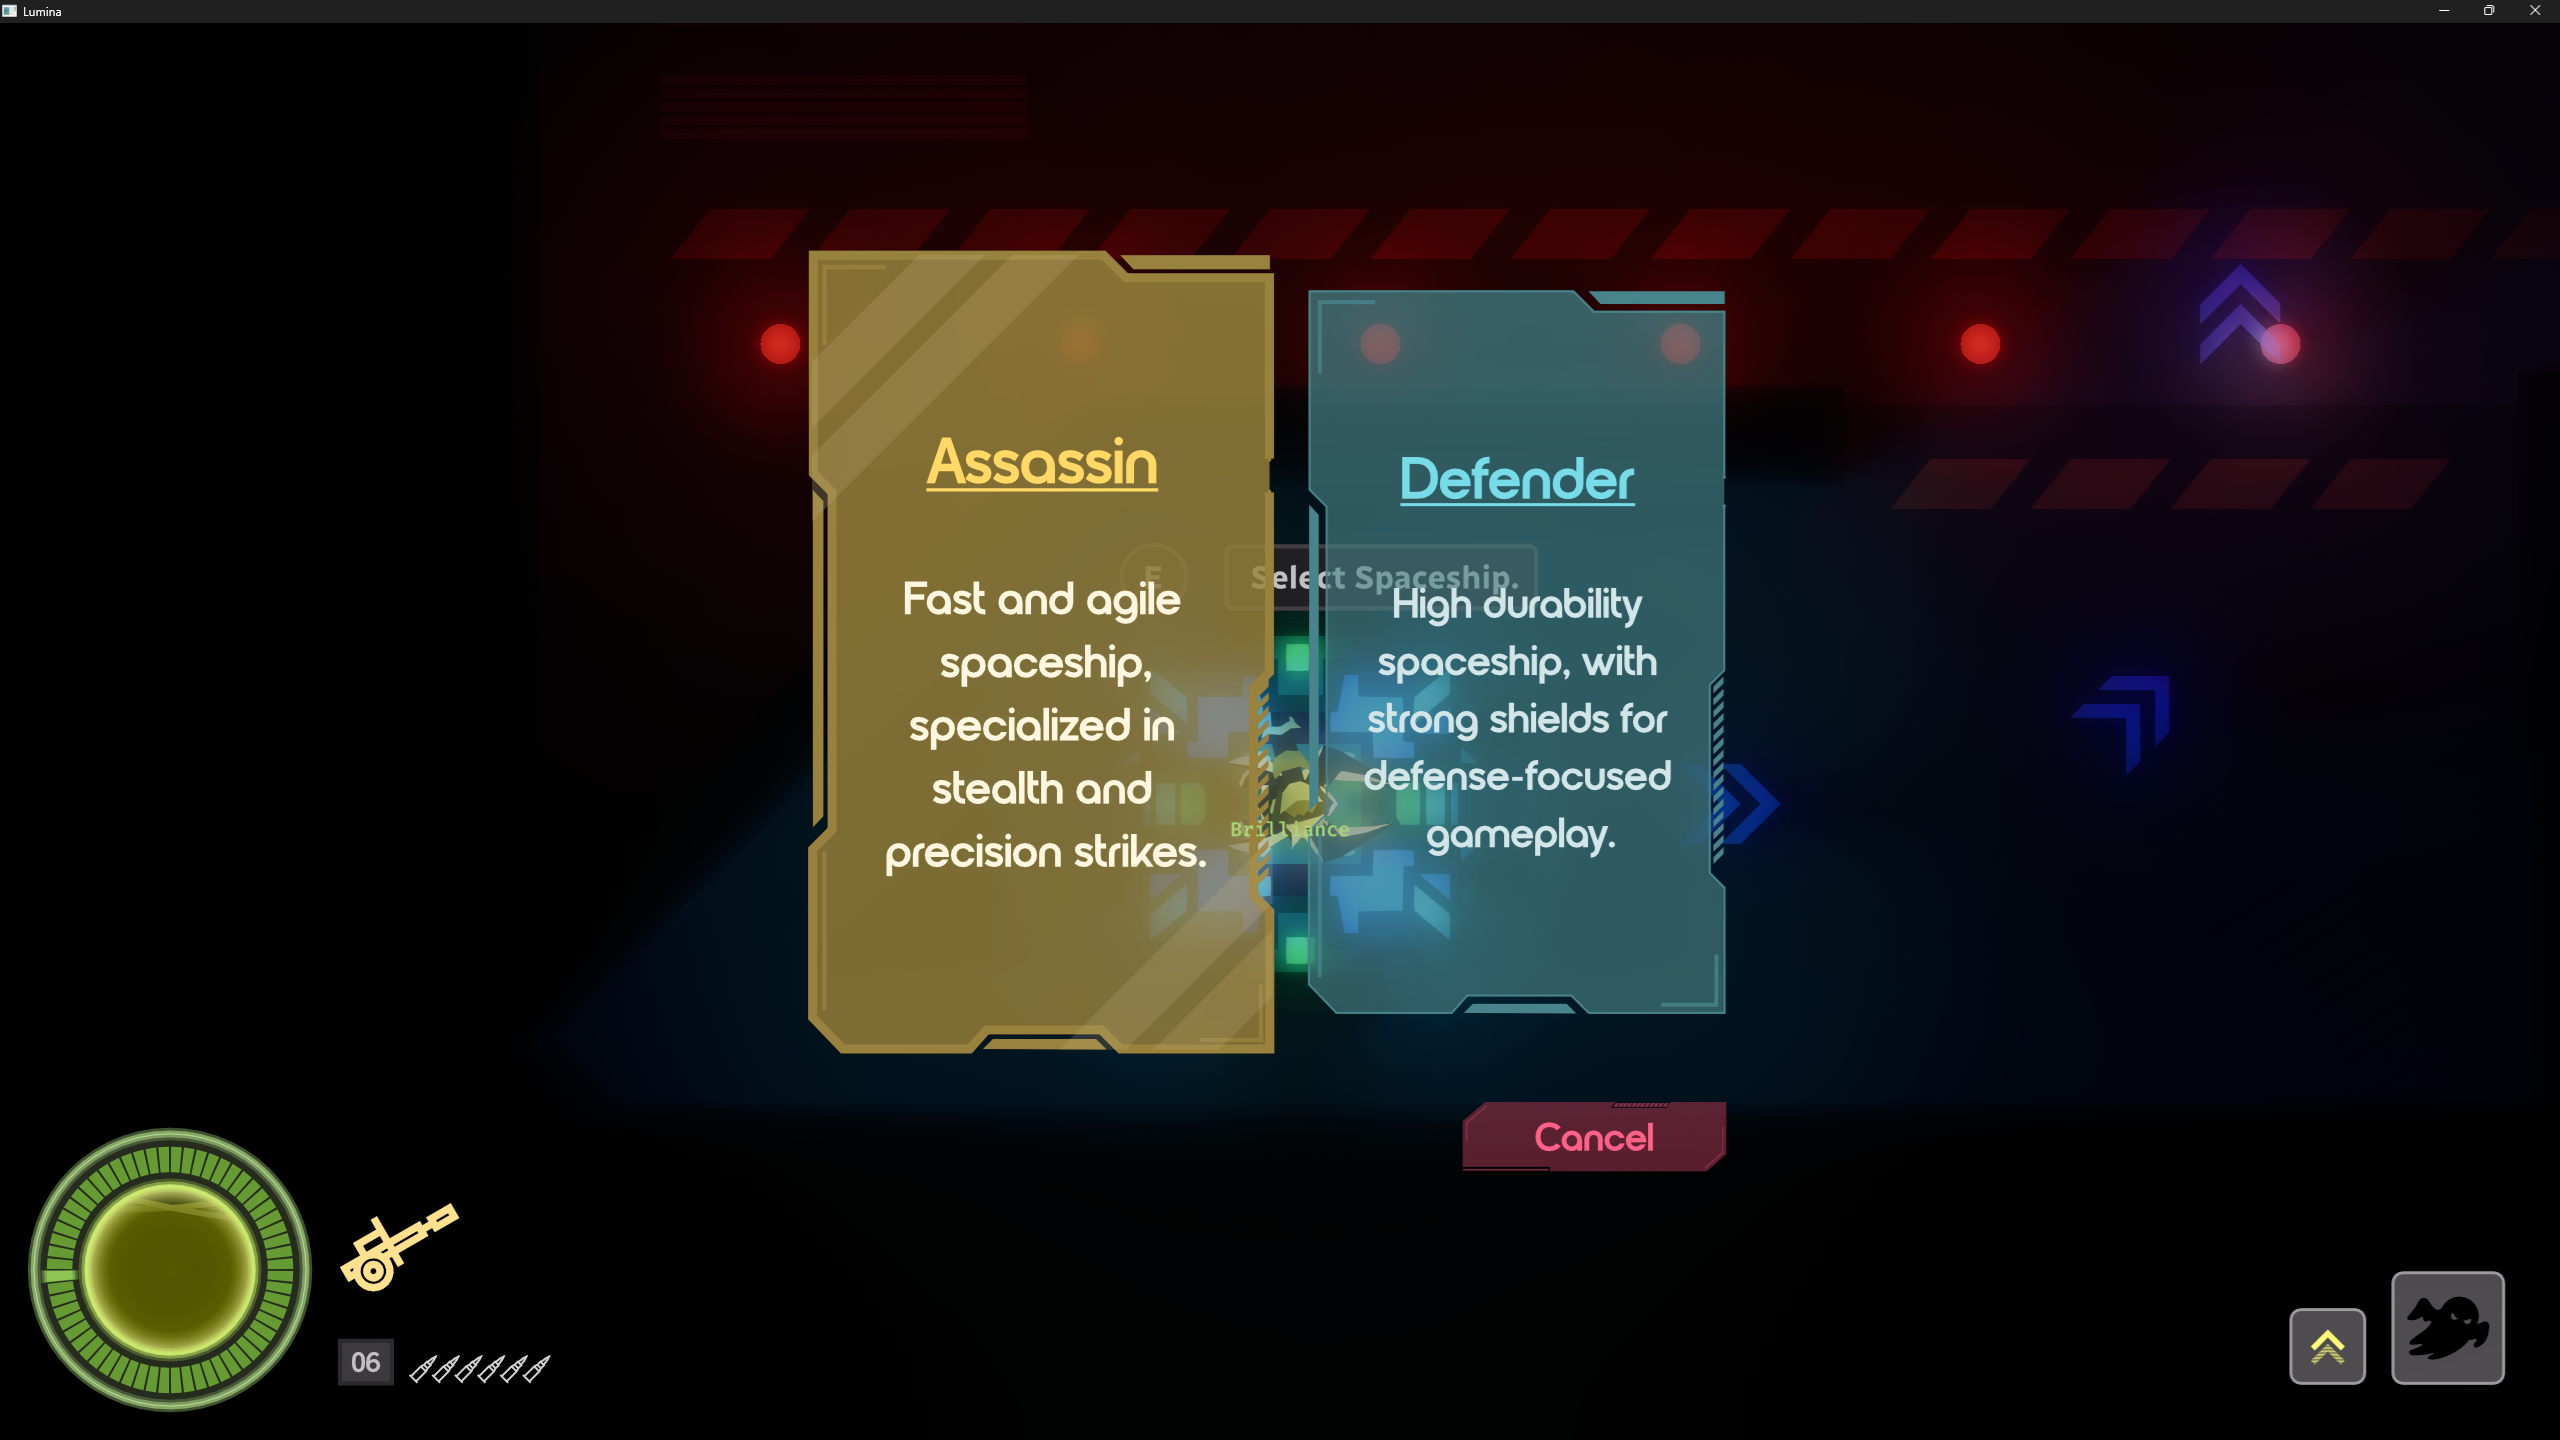 Lumina
Assassin
Fast and agile
spaceship,
specialized in
stealth and
precision strikes.
Defender
High durability
spaceship, with
strong shields for
defense-focused
gameplay.
E
Select Spaceship.
Brilliance
Cancel
06